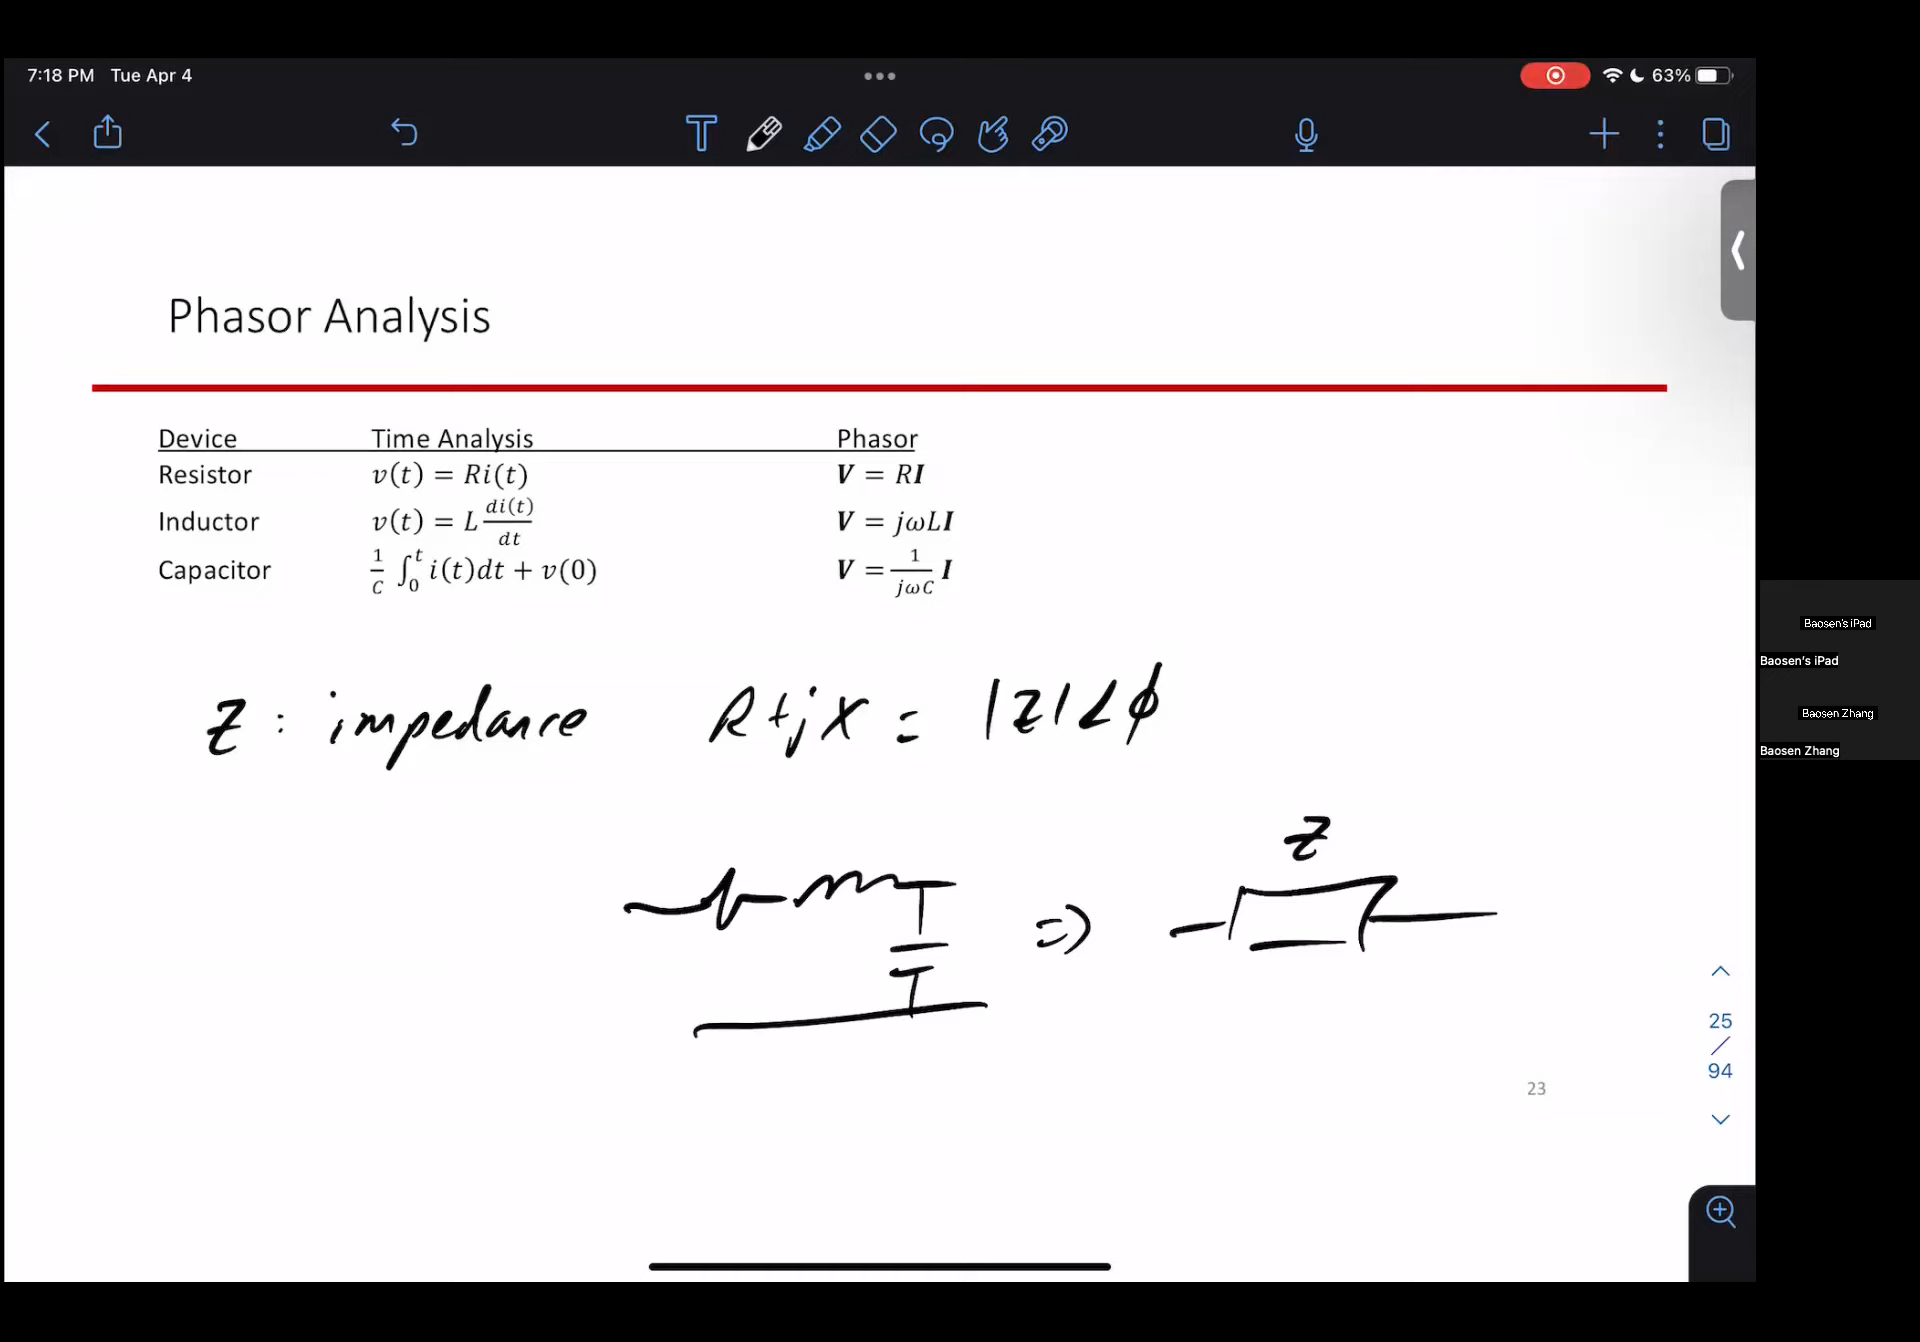 7:18 PM Tue Apr 4
63%
Phasor Analysis
Device Time Analysis Phasor
Resistor v(t) = Ri(t) V = RI
Inductor v(t) = L di(t)/dt V = jωLI
Capacitor 1/C ∫₀ᵗ i(t)dt + v(0) V = 1/jωC I
Z : impedance R+jX = |Z|∠ϕ
Z
=>
25
/
94
23
Baosen's iPad
Baosen's iPad
Baosen Zhang
Baosen Zhang